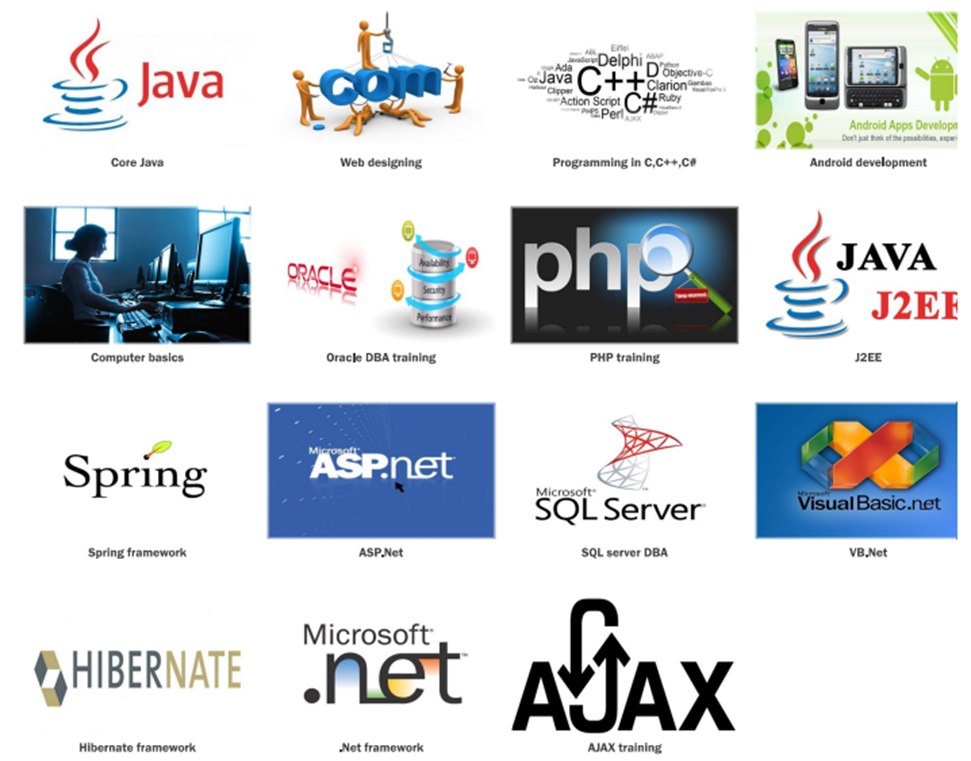 Java
Core Java
com
Web designing
Eiffel
Delphi
Ada
Java
C++
D
Python
Objective-C
Clarion
Clipper
Action Script
C#
Ruby
Perl
AJAX
Programming in C,C++,C#
Android Apps Develop
Don't just think of the possibilities, exper
Android development
Computer basics
ORACLE
Availability
Security
Performance
Oracle DBA training
php
PHP training
JAVA
J2EE
J2EE
Spring
Spring framework
Microsoft
ASP.net
ASP.Net
Microsoft®
SQL Server®
SQL server DBA
Microsoft
VisualBasic.net
VB.Net
HIBERNATE
Hibernate framework
Microsoft®
.net™
.Net framework
AJAX
AJAX training